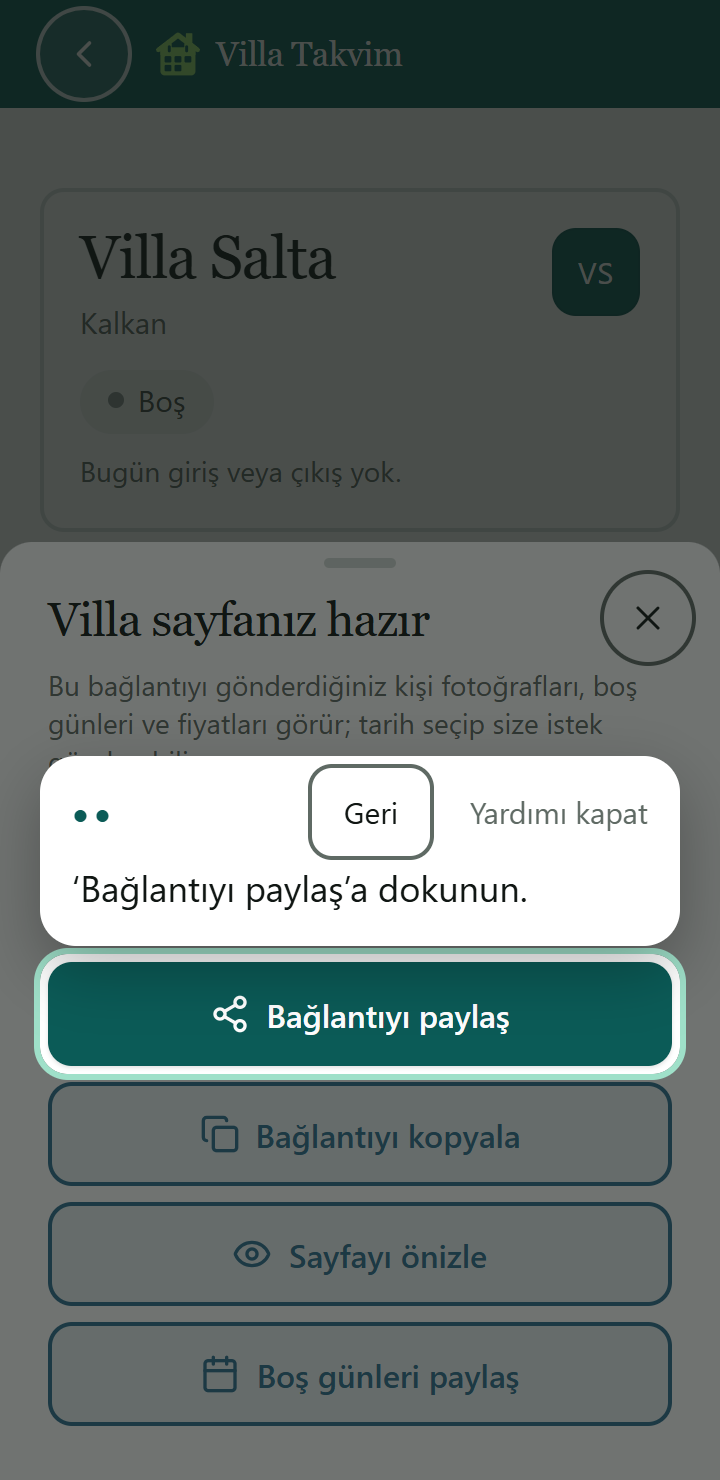 Villa Takvim
Villa Salta
VS
Kalkan
Boş
Bugün giriş veya çıkış yok.
Villa sayfanız hazır
Bu bağlantıyı gönderdiğiniz kişi fotoğrafları, boş
günleri ve fiyatları görür; tarih seçip size istek
Geri
Yardımı kapat
‘Bağlantıyı paylaş’a dokunun.
Bağlantıyı paylaş
Bağlantıyı kopyala
Sayfayı önizle
Boş günleri paylaş